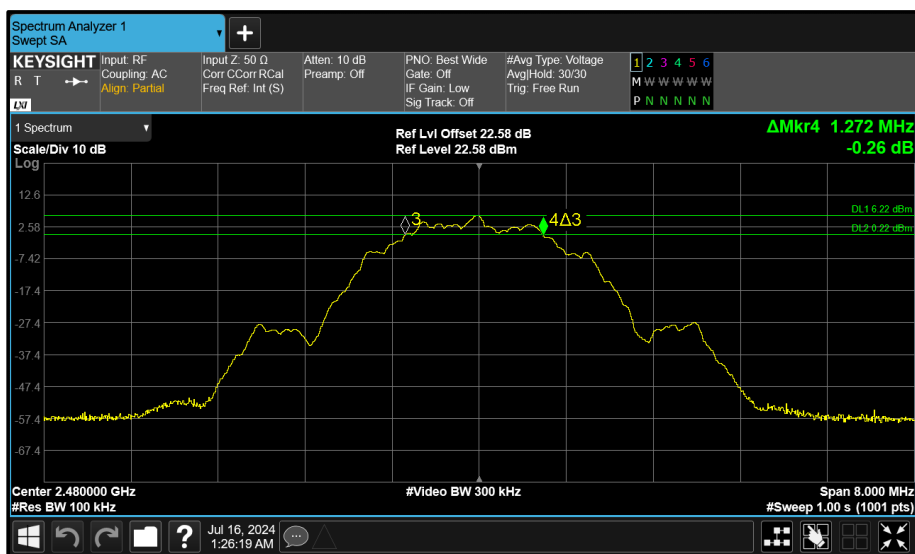 Spectrum Analyzer 1
Swept SA
+
KEYSIGHT
R T
LXI
Input: RF
Coupling: AC
Align: Partial
Input Z: 50 Ω
Corr CCorr RCal
Freq Ref: Int (S)
Atten: 10 dB
Preamp: Off
PNO: Best Wide
Gate: Off
IF Gain: Low
Sig Track: Off
#Avg Type: Voltage
Avg|Hold: 30/30
Trig: Free Run
1 2 3 4 5 6
M W W W W W
P N N N N N
1 Spectrum
Scale/Div 10 dB
Log
Ref Lvl Offset 22.58 dB
Ref Level 22.58 dBm
ΔMkr4 1.272 MHz
-0.26 dB
12.6
2.58
-7.42
-17.4
-27.4
-37.4
-47.4
-57.4
-67.4
3
4Δ3
DL1 6.22 dBm
DL2 0.22 dBm
Center 2.480000 GHz
#Res BW 100 kHz
#Video BW 300 kHz
Span 8.000 MHz
#Sweep 1.00 s (1001 pts)
?
Jul 16, 2024
1:26:19 AM